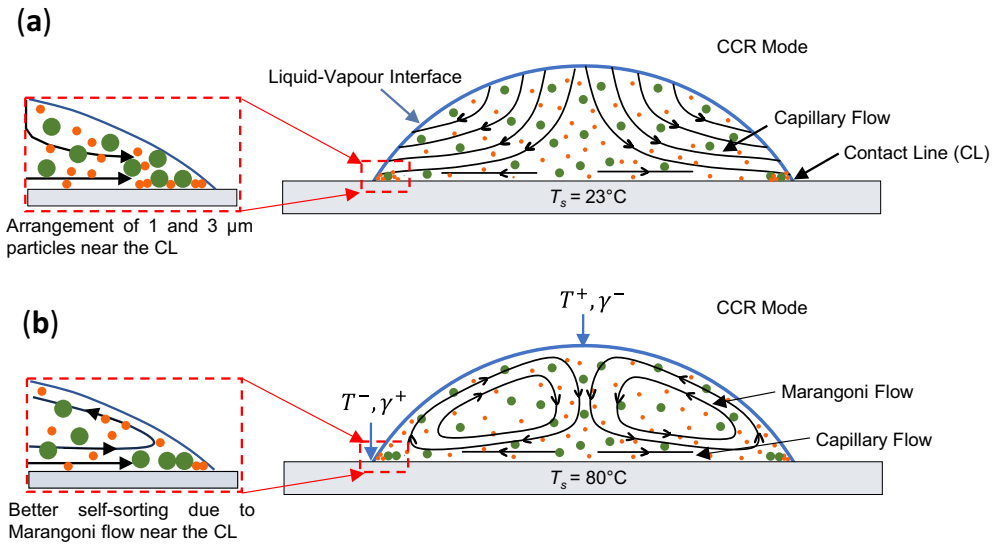 (a)
CCR Mode
Liquid-Vapour Interface
Capillary Flow
Contact Line (CL)
Tₛ = 23°C
Arrangement of 1 and 3 µm
particles near the CL
(b)
T⁺, γ⁻
CCR Mode
T⁻, γ⁺
Marangoni Flow
Capillary Flow
Tₛ = 80°C
Better self-sorting due to
Marangoni flow near the CL